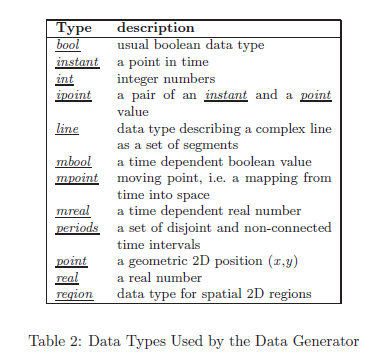 Type description
bool usual boolean data type
instant a point in time
int integer numbers
ipoint a pair of an instant and a point
value
line data type describing a complex line
as a set of segments
mbool a time dependent boolean value
mpoint moving point, i.e. a mapping from
time into space
mreal a time dependent real number
periods a set of disjoint and non-connected
time intervals
point a geometric 2D position (x,y)
real a real number
region data type for spatial 2D regions
Table 2: Data Types Used by the Data Generator